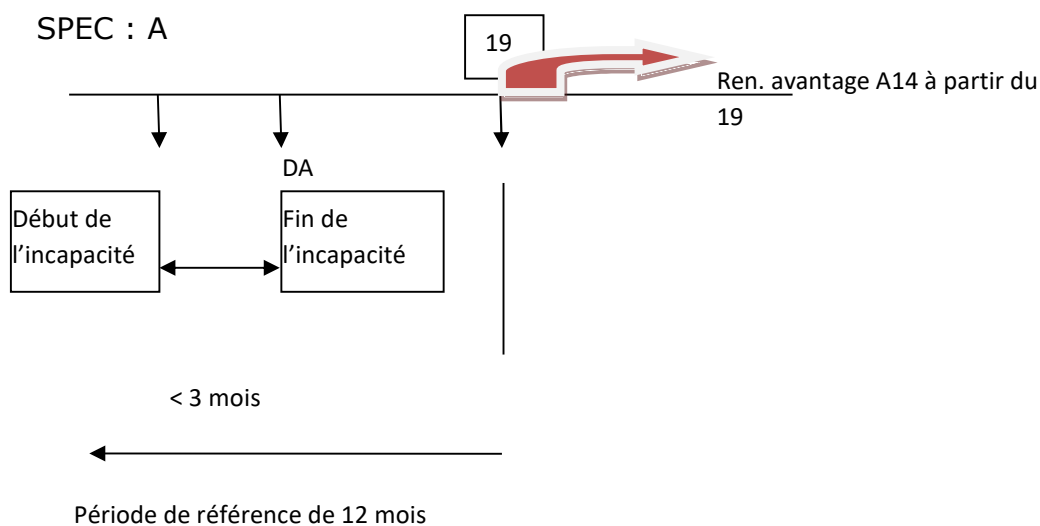 SPEC : A
19
Ren. avantage A14 à partir du
19
DA
Début de
l’incapacité
Fin de
l’incapacité
< 3 mois
Période de référence de 12 mois